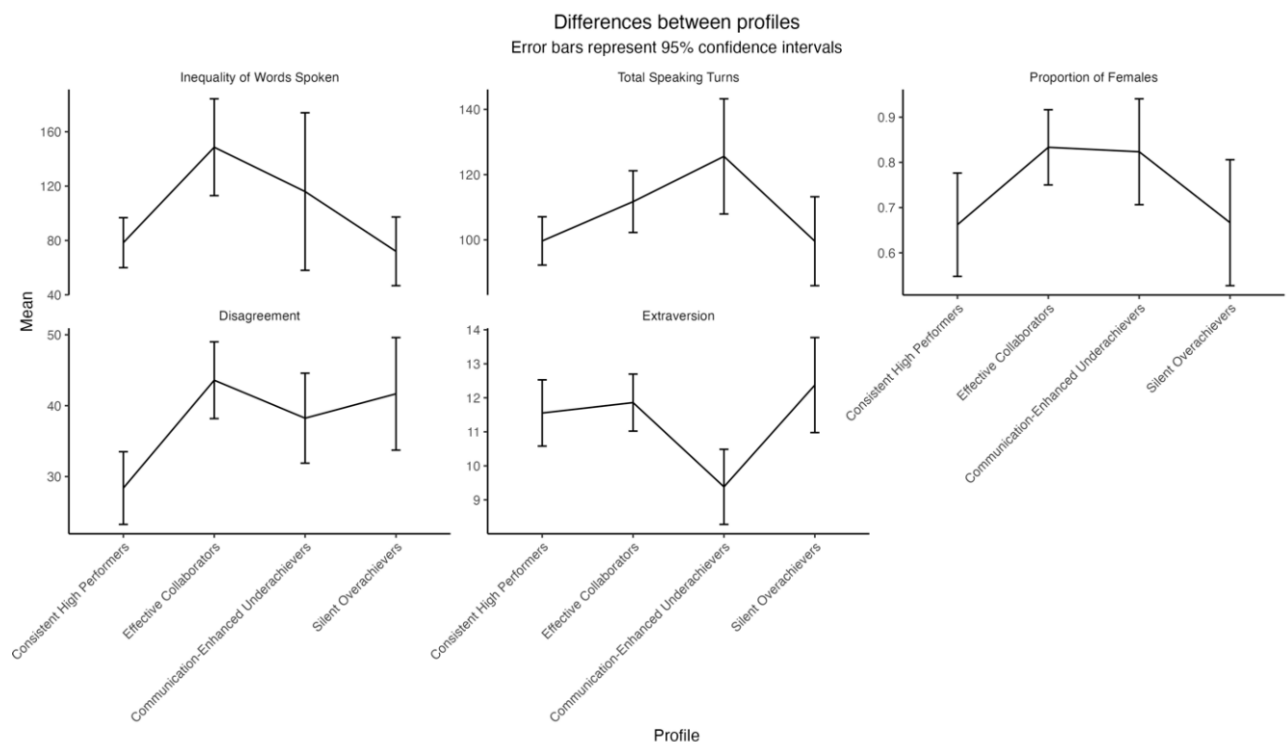 Differences between profiles
Error bars represent 95% confidence intervals
Inequality of Words Spoken
160
120
80
40
Total Speaking Turns
140
120
100
Proportion of Females
0.9
0.8
0.7
0.6
Consistent High Performers
Effective Collaborators
Communication-Enhanced Underachievers
Silent Overachievers
Mean
Disagreement
50
40
30
Consistent High Performers
Effective Collaborators
Communication-Enhanced Underachievers
Silent Overachievers
Extraversion
14
13
12
11
10
9
Consistent High Performers
Effective Collaborators
Communication-Enhanced Underachievers
Silent Overachievers
Profile